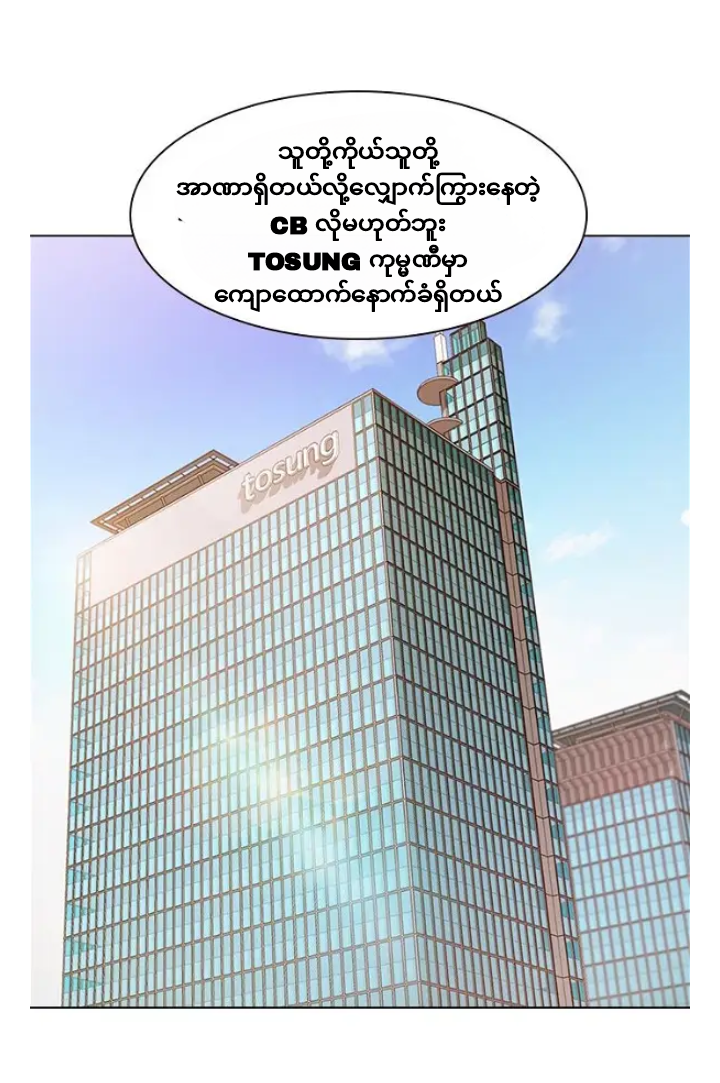 သူတို့ကိုယ်သူတို့
အာဏာရှိတယ်လို့လျှောက်ကြွားနေတဲ့
CB လိုမဟုတ်ဘူး
TOSUNG ကုမ္မဏီမှာ
ကျောထောက်နောက်ခံရှိတယ်
tosung